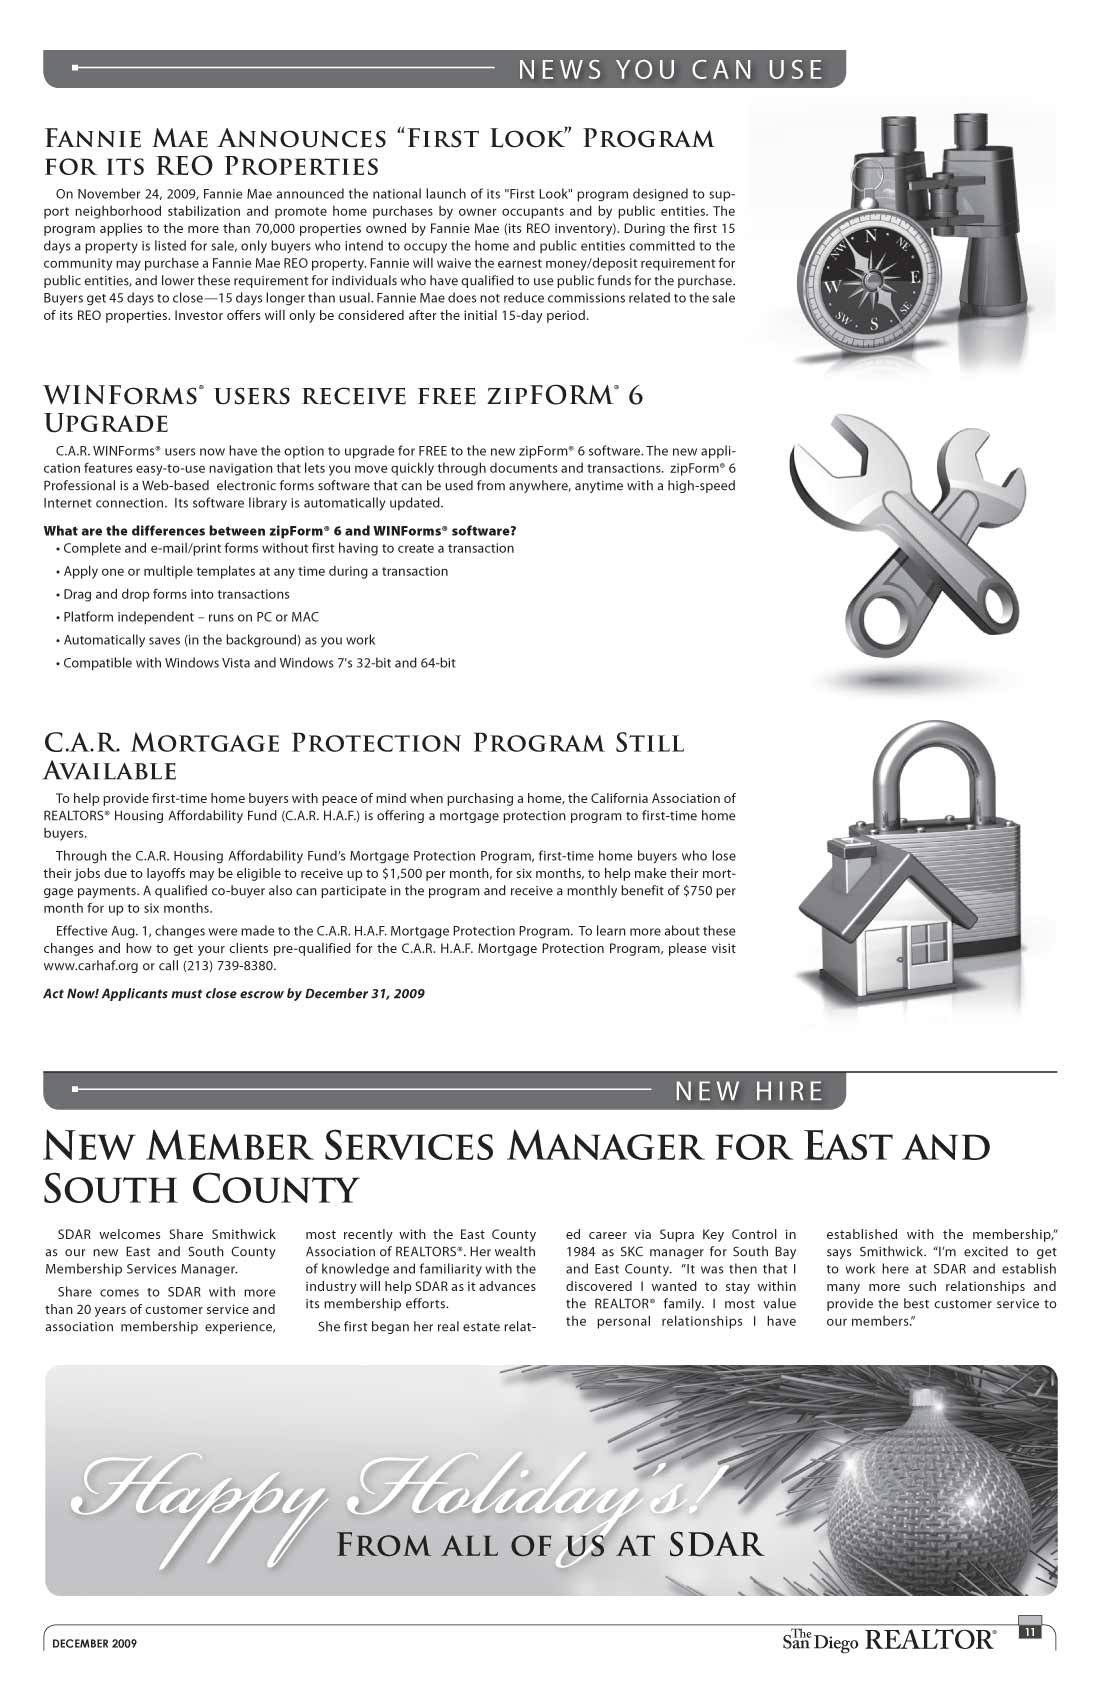 NEWS YOU CAN USE
FANNIE MAE ANNOUNCES “FIRST LOOK” PROGRAM
FOR ITS REO PROPERTIES
On November 24, 2009, Fannie Mae announced the national launch of its "First Look" program designed to sup-
port neighborhood stabilization and promote home purchases by owner occupants and by public entities. The
program applies to the more than 70,000 properties owned by Fannie Mae (its REO inventory). During the first 15
days a property is listed for sale, only buyers who intend to occupy the home and public entities committed to the
community may purchase a Fannie Mae REO property. Fannie will waive the earnest money/deposit requirement for
public entities, and lower these requirement for individuals who have qualified to use public funds for the purchase.
Buyers get 45 days to close—15 days longer than usual. Fannie Mae does not reduce commissions related to the sale
of its REO properties. Investor offers will only be considered after the initial 15-day period.
N
NE
E
SE
S
SW
W
NW
WINFORMS® USERS RECEIVE FREE ZIPFORM® 6
UPGRADE
C.A.R. WINForms® users now have the option to upgrade for FREE to the new zipForm® 6 software. The new appli-
cation features easy-to-use navigation that lets you move quickly through documents and transactions. zipForm® 6
Professional is a Web-based electronic forms software that can be used from anywhere, anytime with a high-speed
Internet connection. Its software library is automatically updated.
What are the differences between zipForm® 6 and WINForms® software?
• Complete and e-mail/print forms without first having to create a transaction
• Apply one or multiple templates at any time during a transaction
• Drag and drop forms into transactions
• Platform independent – runs on PC or MAC
• Automatically saves (in the background) as you work
• Compatible with Windows Vista and Windows 7's 32-bit and 64-bit
C.A.R. MORTGAGE PROTECTION PROGRAM STILL
AVAILABLE
To help provide first-time home buyers with peace of mind when purchasing a home, the California Association of
REALTORS® Housing Affordability Fund (C.A.R. H.A.F.) is offering a mortgage protection program to first-time home
buyers.
Through the C.A.R. Housing Affordability Fund’s Mortgage Protection Program, first-time home buyers who lose
their jobs due to layoffs may be eligible to receive up to $1,500 per month, for six months, to help make their mort-
gage payments. A qualified co-buyer also can participate in the program and receive a monthly benefit of $750 per
month for up to six months.
Effective Aug. 1, changes were made to the C.A.R. H.A.F. Mortgage Protection Program. To learn more about these
changes and how to get your clients pre-qualified for the C.A.R. H.A.F. Mortgage Protection Program, please visit
www.carhaf.org or call (213) 739-8380.
Act Now! Applicants must close escrow by December 31, 2009
NEW HIRE
NEW MEMBER SERVICES MANAGER FOR EAST AND
SOUTH COUNTY
SDAR welcomes Share Smithwick
as our new East and South County
Membership Services Manager.
Share comes to SDAR with more
than 20 years of customer service and
association membership experience,
most recently with the East County
Association of REALTORS®. Her wealth
of knowledge and familiarity with the
industry will help SDAR as it advances
its membership efforts.
She first began her real estate relat-
ed career via Supra Key Control in
1984 as SKC manager for South Bay
and East County. “It was then that I
discovered I wanted to stay within
the REALTOR® family. I most value
the personal relationships I have
established with the membership,”
says Smithwick. “I’m excited to get
to work here at SDAR and establish
many more such relationships and
provide the best customer service to
our members.”
Happy Holiday’s!
FROM ALL OF US AT SDAR
DECEMBER 2009
The San Diego REALTOR®
11